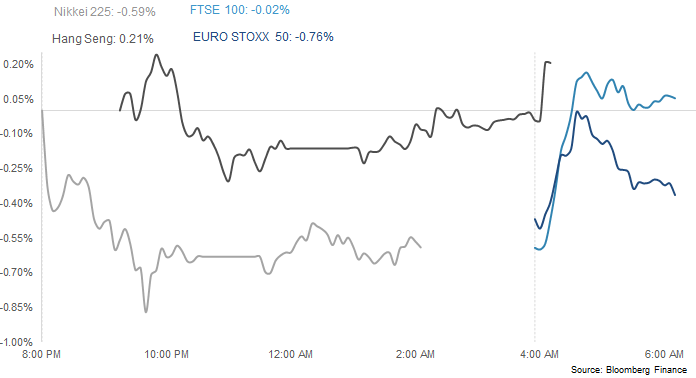 Nikkei 225: -0.59%
FTSE 100: -0.02%
Hang Seng: 0.21%
EURO STOXX 50: -0.76%
0.20%
0.05%
-0.10%
-0.25%
-0.40%
-0.55%
-0.70%
-0.85%
-1.00%
8:00 PM
10:00 PM
12:00 AM
2:00 AM
4:00 AM
6:00 AM
Source: Bloomberg Finance